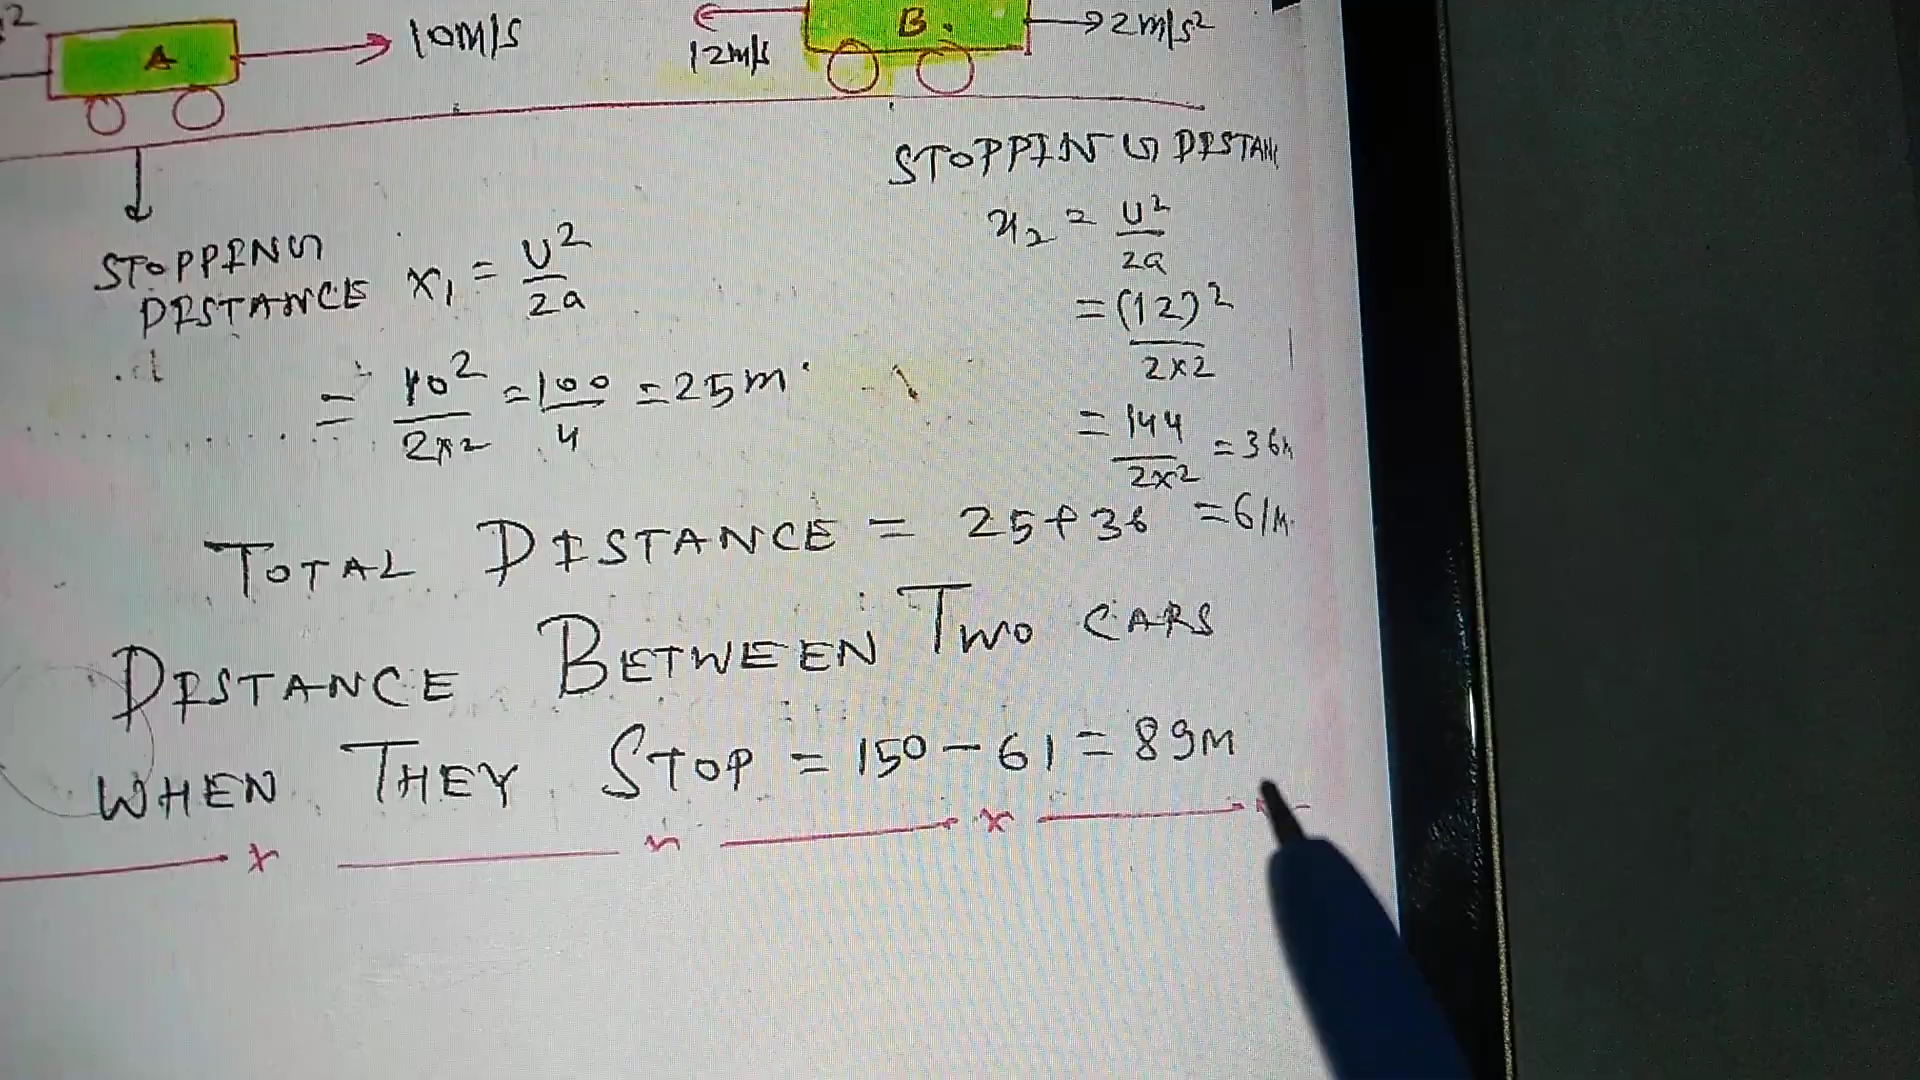 2
A 10m/s
12m/s B. 2m/s²
STOPPING DISTANC
STOPPING
DISTANCE x₁ = U²/2a
= 10²/2×2 = 100/4 = 25m.
x₂ = U²/2a
= (12)²/2×2
= 144/2×2 = 36m
TOTAL DISTANCE = 25+36 = 61M.
DISTANCE BETWEEN TWO CARS
WHEN THEY STOP = 150 - 61 = 89M